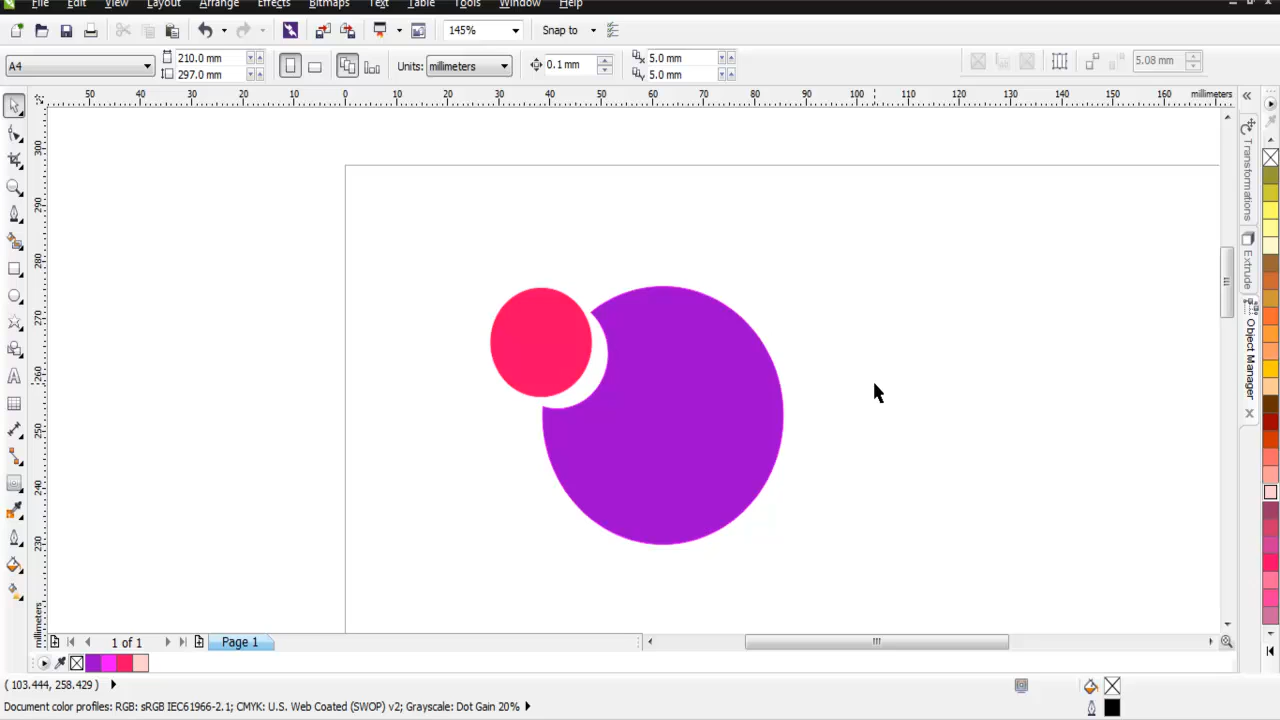 File Edit View Layout Arrange Effects Bitmaps Text Table Tools Window Help
145% Snap to
A4 210.0 mm 297.0 mm Units: millimeters 0.1 mm 5.0 mm 5.0 mm 5.08 mm
50 40 30 20 10 0 10 20 30 40 50 60 70 80 90 100 110 120 130 140 150 160 millimeters
300
290
280
270
260
250
240
230
millimeters
Transformations
Extrude
Object Manager
1 of 1 Page 1
( 103.444, 258.429 )
Document color profiles: RGB: sRGB IEC61966-2.1; CMYK: U.S. Web Coated (SWOP) v2; Grayscale: Dot Gain 20%